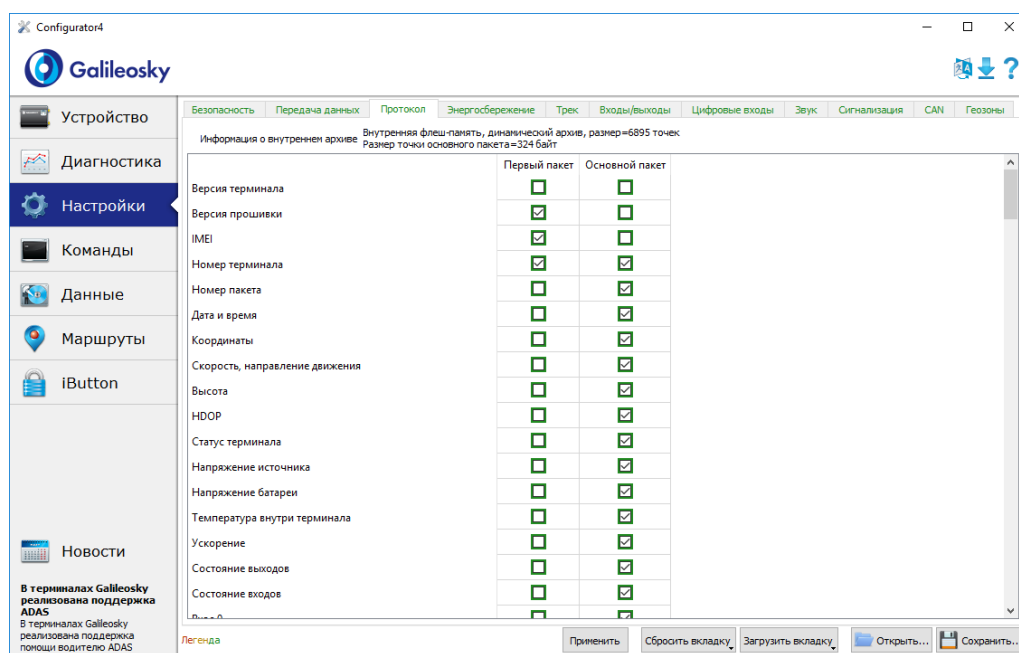 Configurator4
Galileosky
Устройство
Диагностика
Настройки
Команды
Данные
Маршруты
iButton
Новости
В терминалах Galileosky
реализована поддержка
ADAS
В терминалах Galileosky
реализована поддержка
помощи водителю ADAS
Безопасность Передача данных Протокол Энергосбережение Трек Входы/выходы Цифровые входы Звук Сигнализация CAN Геозоны
Информация о внутреннем архиве
Внутренняя флеш-память, динамический архив, размер=6895 точек
Размер точки основного пакета=324 байт
Первый пакет Основной пакет
Версия терминала
Версия прошивки
IMEI
Номер терминала
Номер пакета
Дата и время
Координаты
Скорость, направление движения
Высота
HDOP
Статус терминала
Напряжение источника
Напряжение батареи
Температура внутри терминала
Ускорение
Состояние выходов
Состояние входов
Легенда
Применить Сбросить вкладку Загрузить вкладку Открыть... Сохранить..